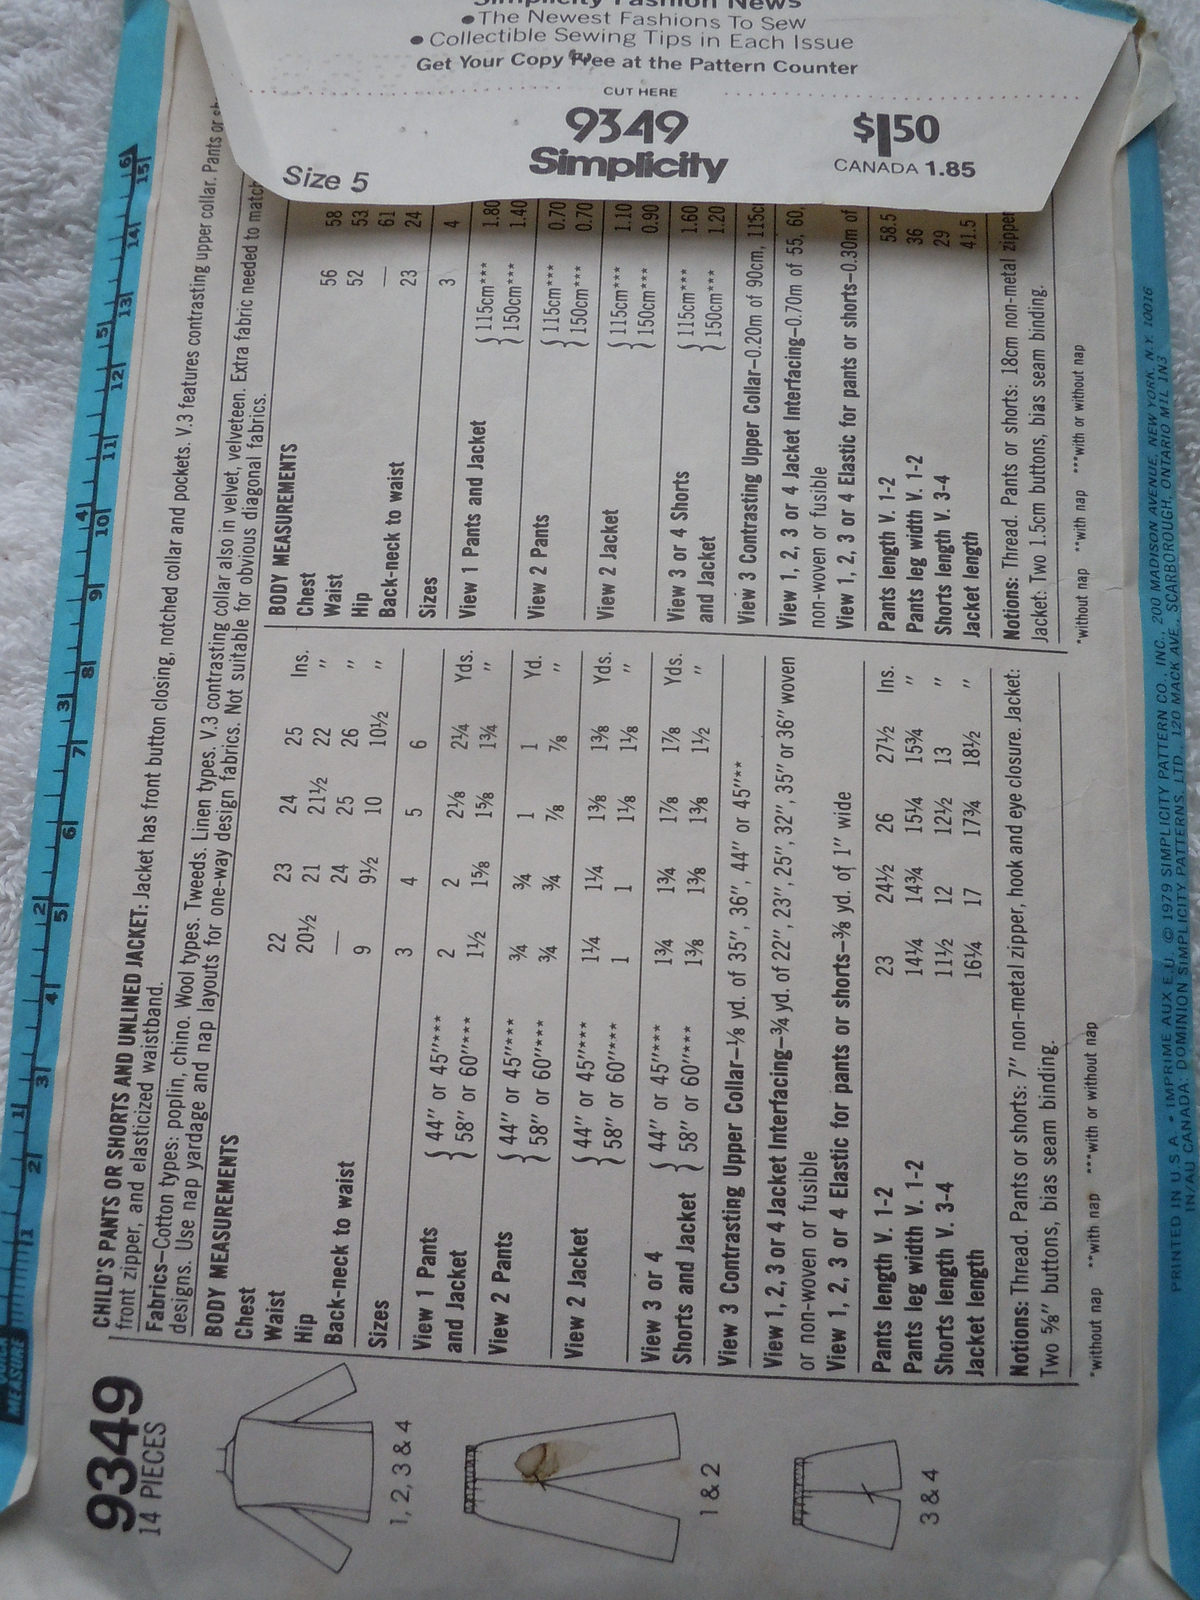 Simplicity Fashion News
●The Newest Fashions To Sew
●Collectible Sewing Tips in Each Issue
Get Your Copy Free at the Pattern Counter
CUT HERE
9349
Simplicity
$1.50
CANADA 1.85
Size 5
9349
14 PIECES
1, 2, 3 & 4
1 & 2
3 & 4
CHILD'S PANTS OR SHORTS AND UNLINED JACKET: Jacket has front button closing, notched collar and pockets. V.3 features contrasting upper collar. Pants or
front zipper, and elasticized waistband.
Fabrics–Cotton types: poplin, chino. Wool types. Tweeds. Linen types. V.3 contrasting collar also in velvet, velveteen. Extra fabric needed to match
designs. Use nap yardage and nap layouts for one-way design fabrics. Not suitable for obvious diagonal fabrics.
BODY MEASUREMENTS
Chest 22 23 24 25 Ins.
Waist 20½ 21 21½ 22 "
Hip — 24 25 26 "
Back-neck to waist 9 9½ 10 10½ "
Sizes 3 4 5 6
View 1 Pants { 44" or 45"*** 2 2 2⅛ 2¼ Yds.
and Jacket } 58" or 60"*** 1½ 1⅝ 1⅝ 1¾ "
View 2 Pants { 44" or 45"*** ¾ ¾ 1 1 Yd.
} 58" or 60"*** ¾ ¾ ⅞ ⅞ "
View 2 Jacket { 44" or 45"*** 1¼ 1¼ 1⅜ 1⅜ Yds.
} 58" or 60"*** 1 1 1⅛ 1⅛ "
View 3 or 4 { 44" or 45"*** 1¾ 1¾ 1⅞ 1⅞ Yds.
Shorts and Jacket } 58" or 60"*** 1⅜ 1⅜ 1⅜ 1½ "
View 3 Contrasting Upper Collar–⅛ yd. of 35", 36", 44" or 45"**
View 1, 2, 3 or 4 Jacket Interfacing–¾ yd. of 22", 23", 25", 32", 35" or 36" woven
or non-woven or fusible
View 1, 2, 3 or 4 Elastic for pants or shorts–⅜ yd. of 1" wide
Pants length V. 1-2 23 24½ 26 27½ Ins.
Pants leg width V. 1-2 14¼ 14¾ 15¼ 15¾ "
Shorts length V. 3-4 11½ 12 12½ 13 "
Jacket length 16¼ 17 17¾ 18½ "
Notions: Thread. Pants or shorts: 7" non-metal zipper, hook and eye closure. Jacket:
Two ⅝" buttons, bias seam binding.
*without nap **with nap ***with or without nap
BODY MEASUREMENTS
Chest 56 58
Waist 52 53
Hip — 61
Back-neck to waist 23 24
Sizes 3 4
View 1 Pants and Jacket { 115cm*** 1.80
150cm*** 1.40
View 2 Pants { 115cm*** 0.70
150cm*** 0.70
View 2 Jacket { 115cm*** 1.10
150cm*** 0.90
View 3 or 4 Shorts { 115cm*** 1.60
and Jacket } 150cm*** 1.20
View 3 Contrasting Upper Collar–0.20m of 90cm, 115c
View 1, 2, 3 or 4 Jacket Interfacing–0.70m of 55, 60,
non-woven or fusible
View 1, 2, 3 or 4 Elastic for pants or shorts–0.30m of
Pants length V. 1-2 58.5
Pants leg width V. 1-2 36
Shorts length V. 3-4 29
Jacket length 41.5
Notions: Thread. Pants or shorts: 18cm non-metal zipper
Jacket: Two 1.5cm buttons, bias seam binding.
*without nap **with nap ***with or without nap
PRINTED IN U.S.A. • IMPRIME AUX E.U. © 1979 SIMPLICITY PATTERN CO., INC., 200 MADISON AVENUE, NEW YORK, N.Y. 10016
IN/AU CANADA: DOMINION SIMPLICITY PATTERNS, LTD., 120 MACK AVE., SCARBOROUGH, ONTARIO M1L 1N3
MEASURE
1 2 3 4 5 6 7 8 9 10 11 12 13 14 15
1 2 3 4 5 6